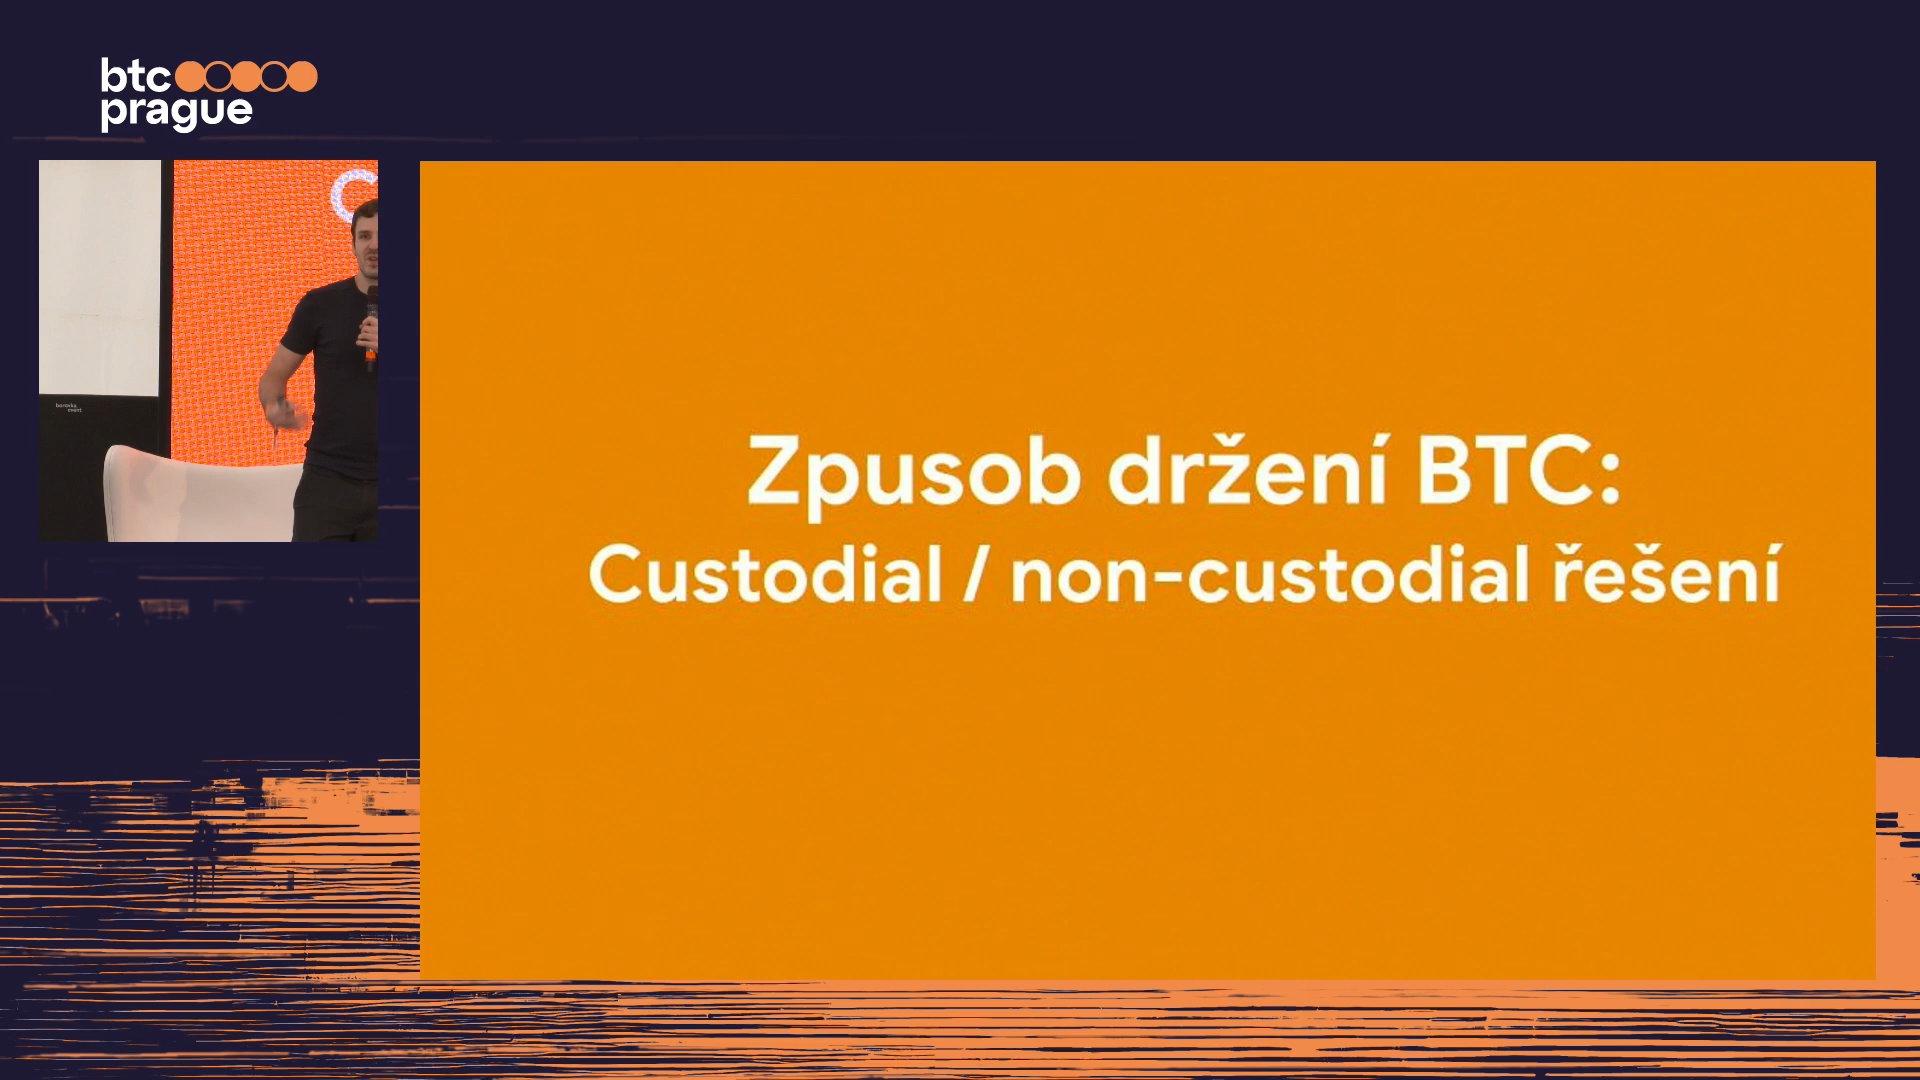 btc
prague
Zpusob držení BTC:
Custodial / non-custodial řešení